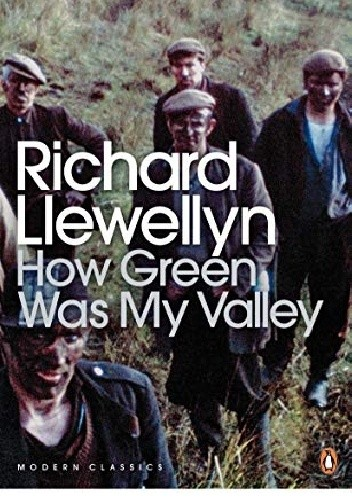 Richard
Llewellyn
How Green
Was My Valley
MODERN CLASSICS